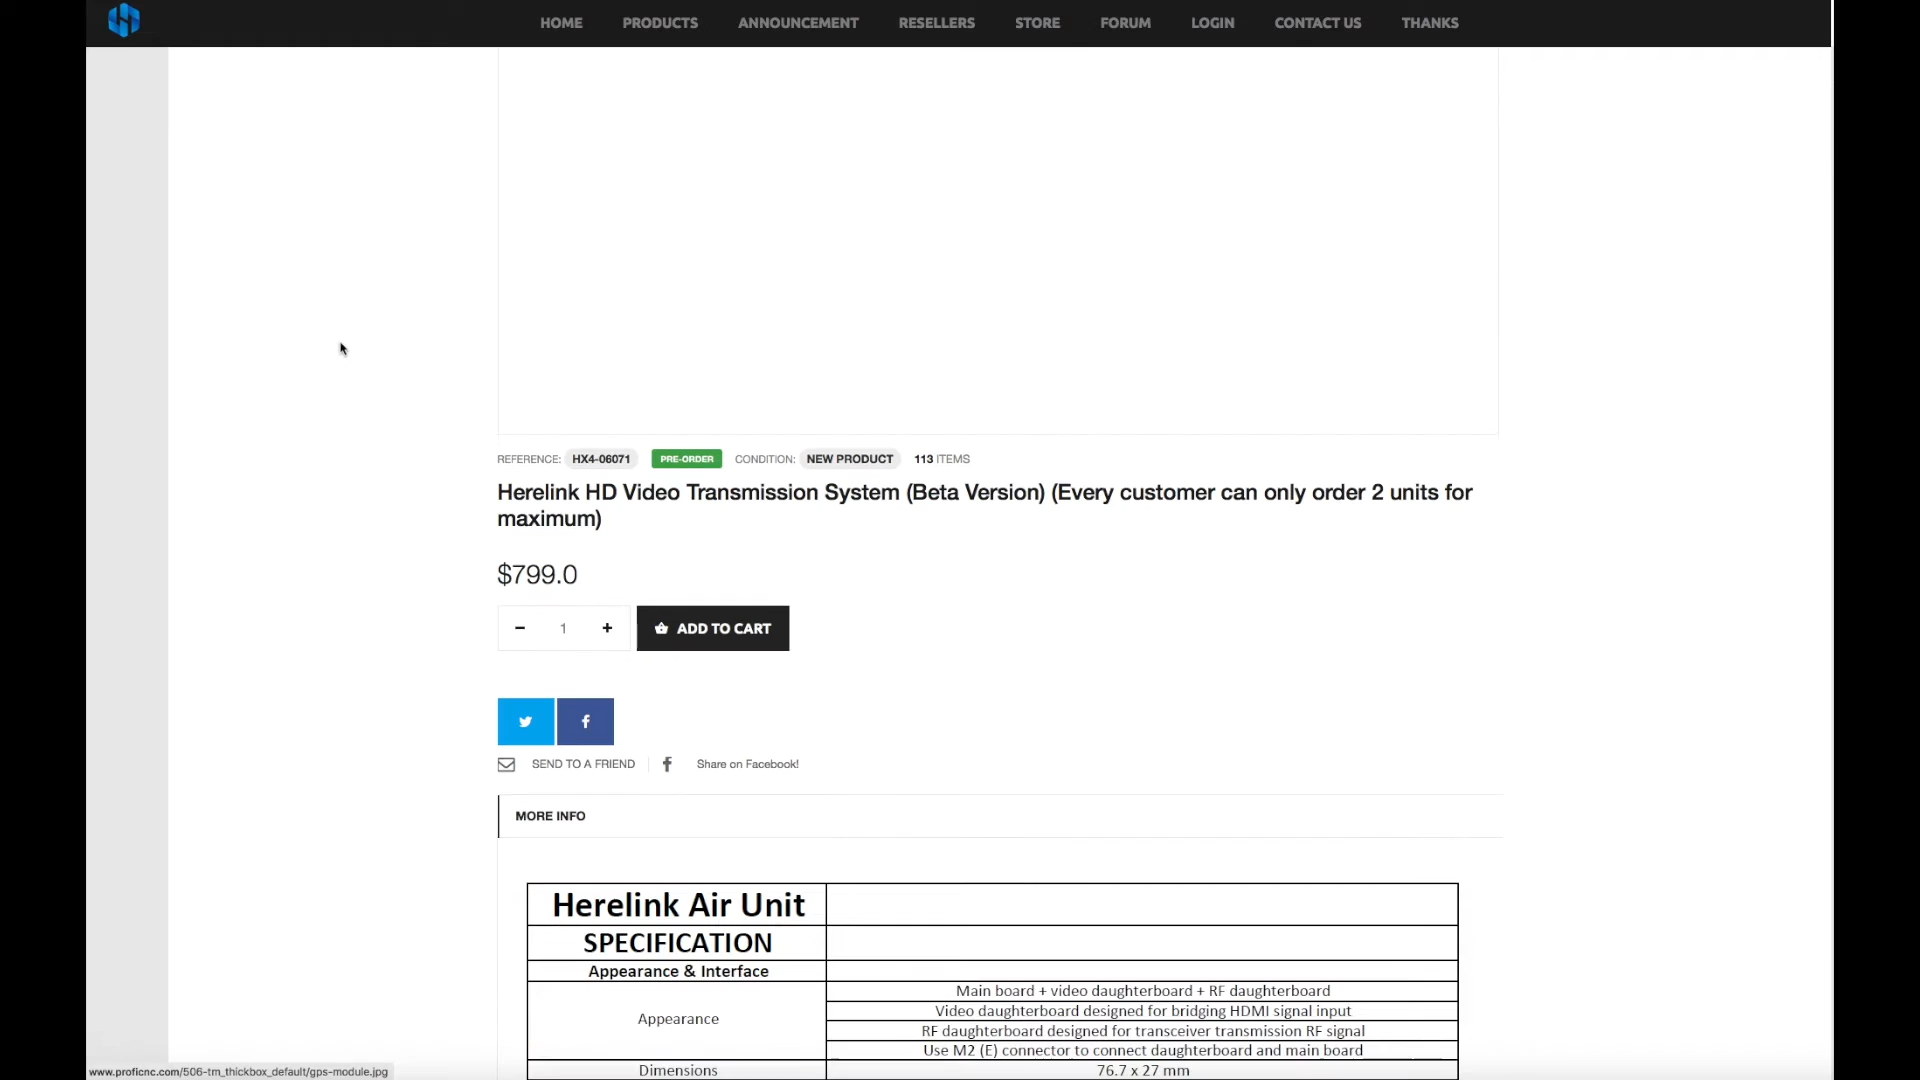 HOME PRODUCTS ANNOUNCEMENT RESELLERS STORE FORUM LOGIN CONTACT US THANKS
REFERENCE: HX4-06071 PRE-ORDER CONDITION: NEW PRODUCT 113 ITEMS
Herelink HD Video Transmission System (Beta Version) (Every customer can only order 2 units for
maximum)
$799.0
− 1 + ADD TO CART
SEND TO A FRIEND Share on Facebook!
MORE INFO
Herelink Air Unit
SPECIFICATION
Appearance & Interface
Appearance
Main board + video daughterboard + RF daughterboard
Video daughterboard designed for bridging HDMI signal input
RF daughterboard designed for transceiver transmission RF signal
Use M2 (E) connector to connect daughterboard and main board
Dimensions 76.7 x 27 mm
www.proficnc.com/506-tm_thickbox_default/gps-module.jpg